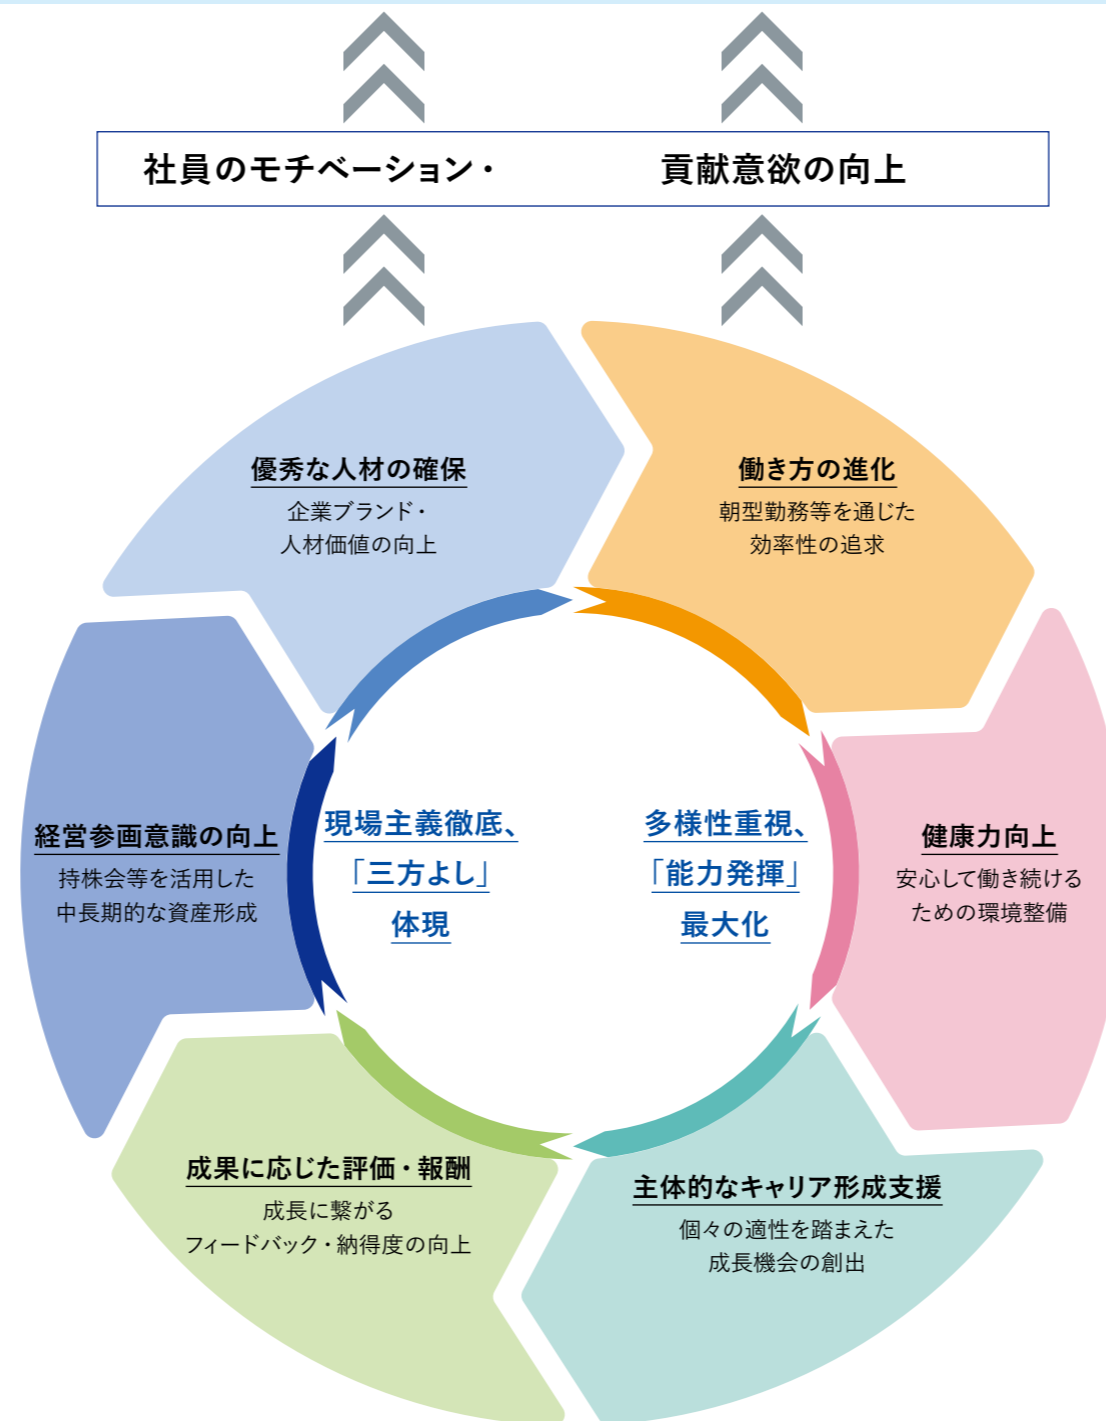 社員のモチベーション・貢献意欲の向上
優秀な人材の確保
企業ブランド・
人材価値の向上
働き方の進化
朝型勤務等を通じた
効率性の追求
健康力向上
安心して働き続ける
ための環境整備
主体的なキャリア形成支援
個々の適性を踏まえた
成長機会の創出
成果に応じた評価・報酬
成長に繋がる
フィードバック・納得度の向上
経営参画意識の向上
持株会等を活用した
中長期的な資産形成
現場主義徹底、
「三方よし」
体現
多様性重視、
「能力発揮」
最大化